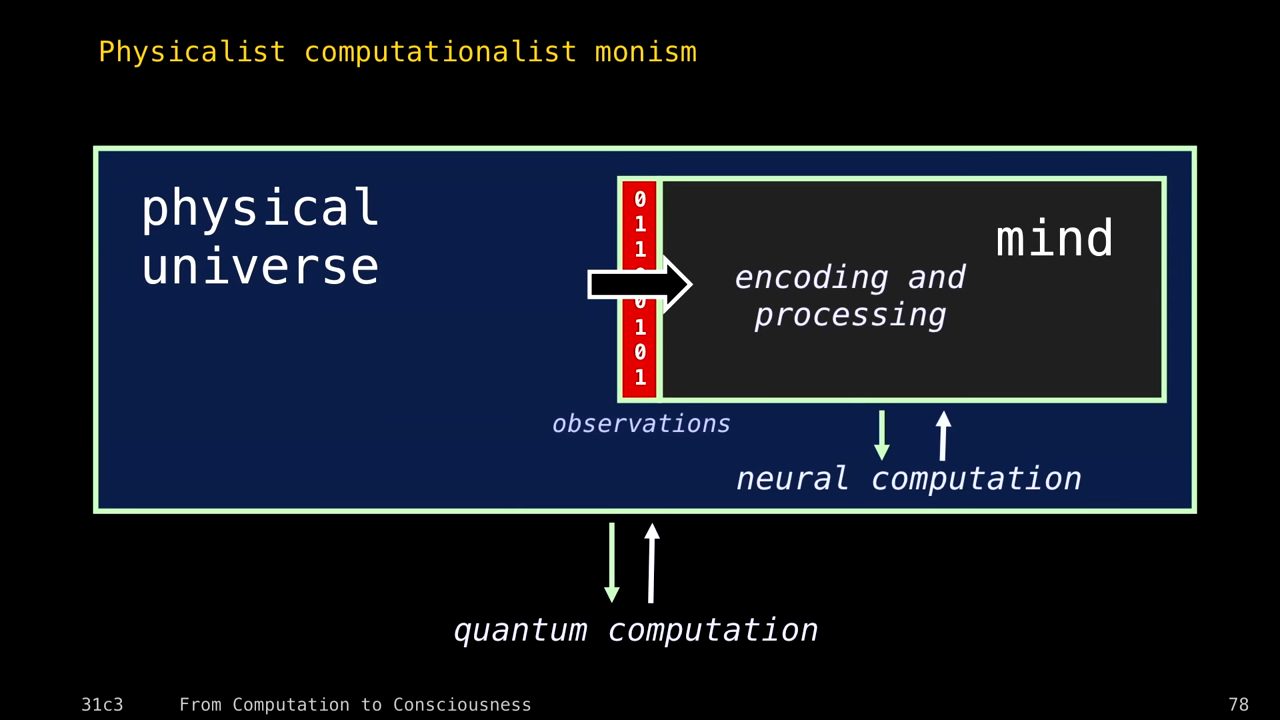 Physicalist computationalist monism
physical
universe
0
1
1
0
1
0
1
mind
encoding and
processing
observations
neural computation
quantum computation
31c3 From Computation to Consciousness 78